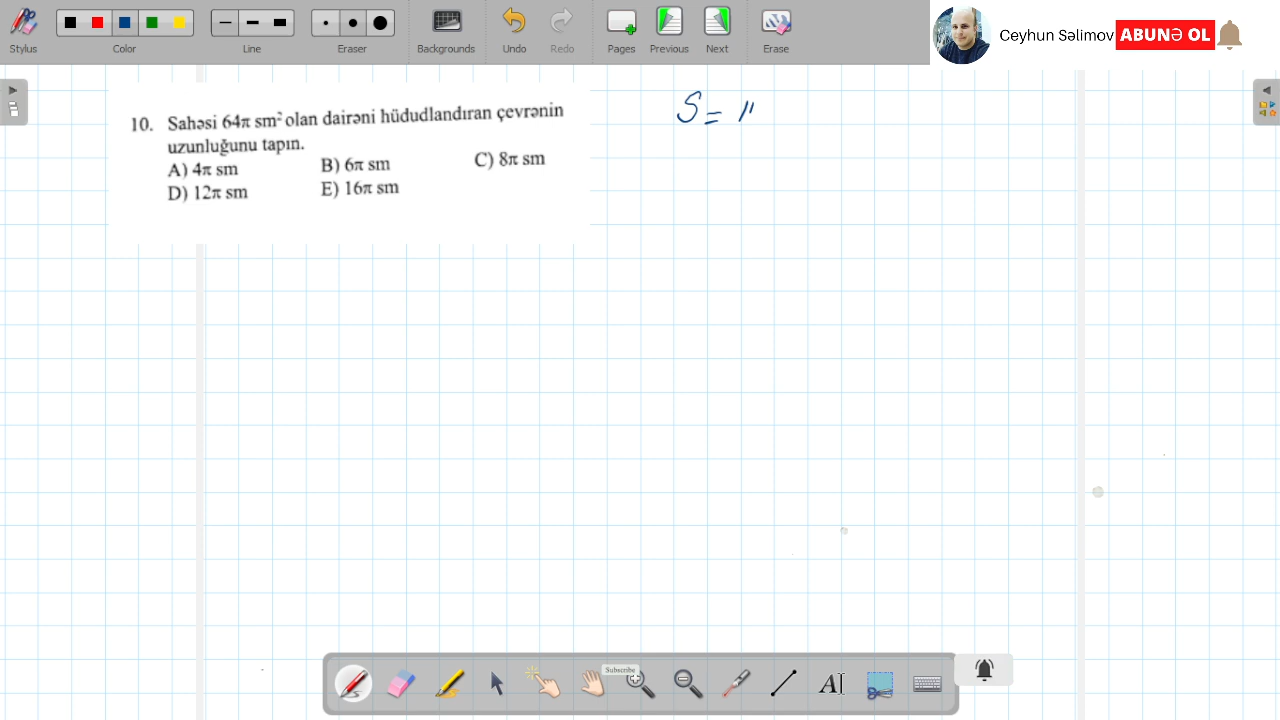 Stylus
Color
Line
Eraser
Backgrounds
Undo
Redo
Pages
Previous
Next
Erase
Ceyhun Səlimov
ABUNƏ OL
10. Sahəsi 64π sm² olan dairəni hüdudlandıran çevrənin
uzunluğunu tapın.
A) 4π sm B) 6π sm C) 8π sm
D) 12π sm E) 16π sm
S =
Subscribe